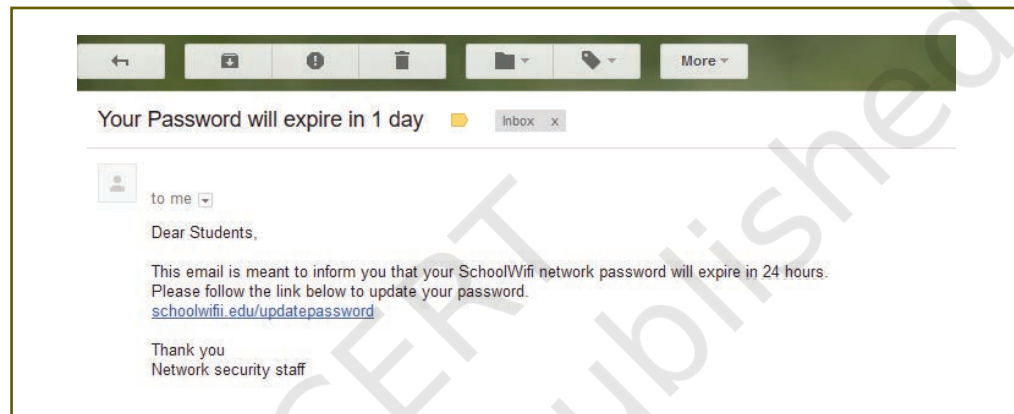 More
Your Password will expire in 1 day Inbox x
to me
Dear Students,
This email is meant to inform you that your SchoolWifi network password will expire in 24 hours.
Please follow the link below to update your password.
schoolwifii.edu/updatepassword
Thank you
Network security staff